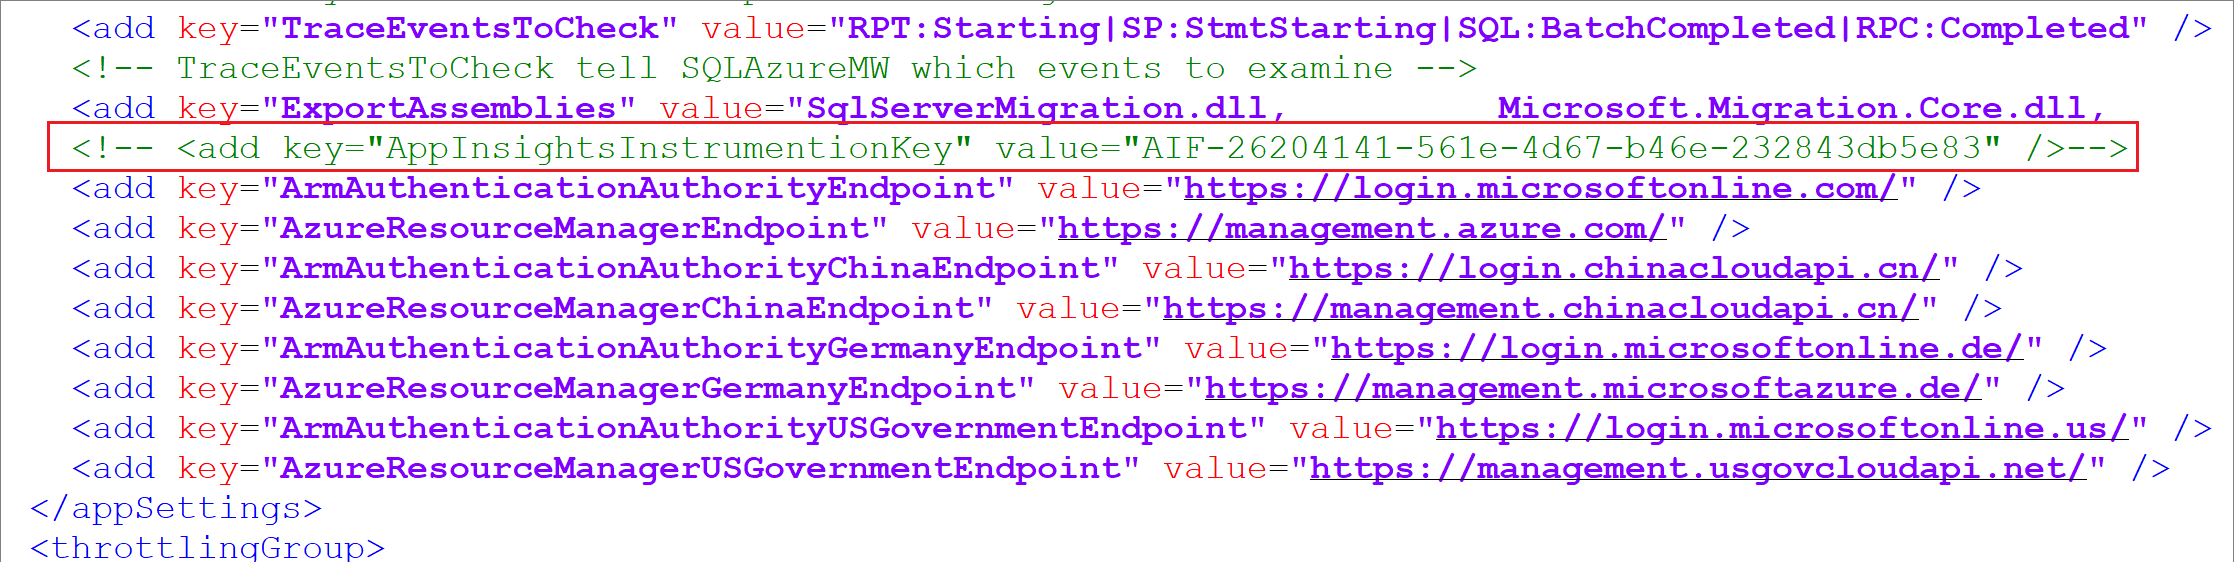 <add key="TraceEventsToCheck" value="RPT:Starting|SP:StmtStarting|SQL:BatchCompleted|RPC:Completed" />
<!-- TraceEventsToCheck tell SQLAzureMW which events to examine -->
<add key="ExportAssemblies" value="SqlServerMigration.dll, Microsoft.Migration.Core.dll,
<!-- <add key="AppInsightsInstrumentionKey" value="AIF-26204141-561e-4d67-b46e-232843db5e83" />-->
<add key="ArmAuthenticationAuthorityEndpoint" value="https://login.microsoftonline.com/" />
<add key="AzureResourceManagerEndpoint" value="https://management.azure.com/" />
<add key="ArmAuthenticationAuthorityChinaEndpoint" value="https://login.chinacloudapi.cn/" />
<add key="AzureResourceManagerChinaEndpoint" value="https://management.chinacloudapi.cn/" />
<add key="ArmAuthenticationAuthorityGermanyEndpoint" value="https://login.microsoftonline.de/" />
<add key="AzureResourceManagerGermanyEndpoint" value="https://management.microsoftazure.de/" />
<add key="ArmAuthenticationAuthorityUSGovernmentEndpoint" value="https://login.microsoftonline.us/" />
<add key="AzureResourceManagerUSGovernmentEndpoint" value="https://management.usgovcloudapi.net/" />
</appSettings>
<throttlingGroup>